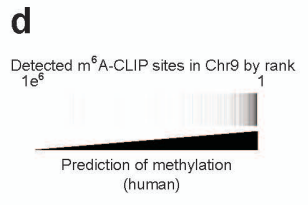 d
Detected m⁶A-CLIP sites in Chr9 by rank
1e⁶ 1
Prediction of methylation
(human)